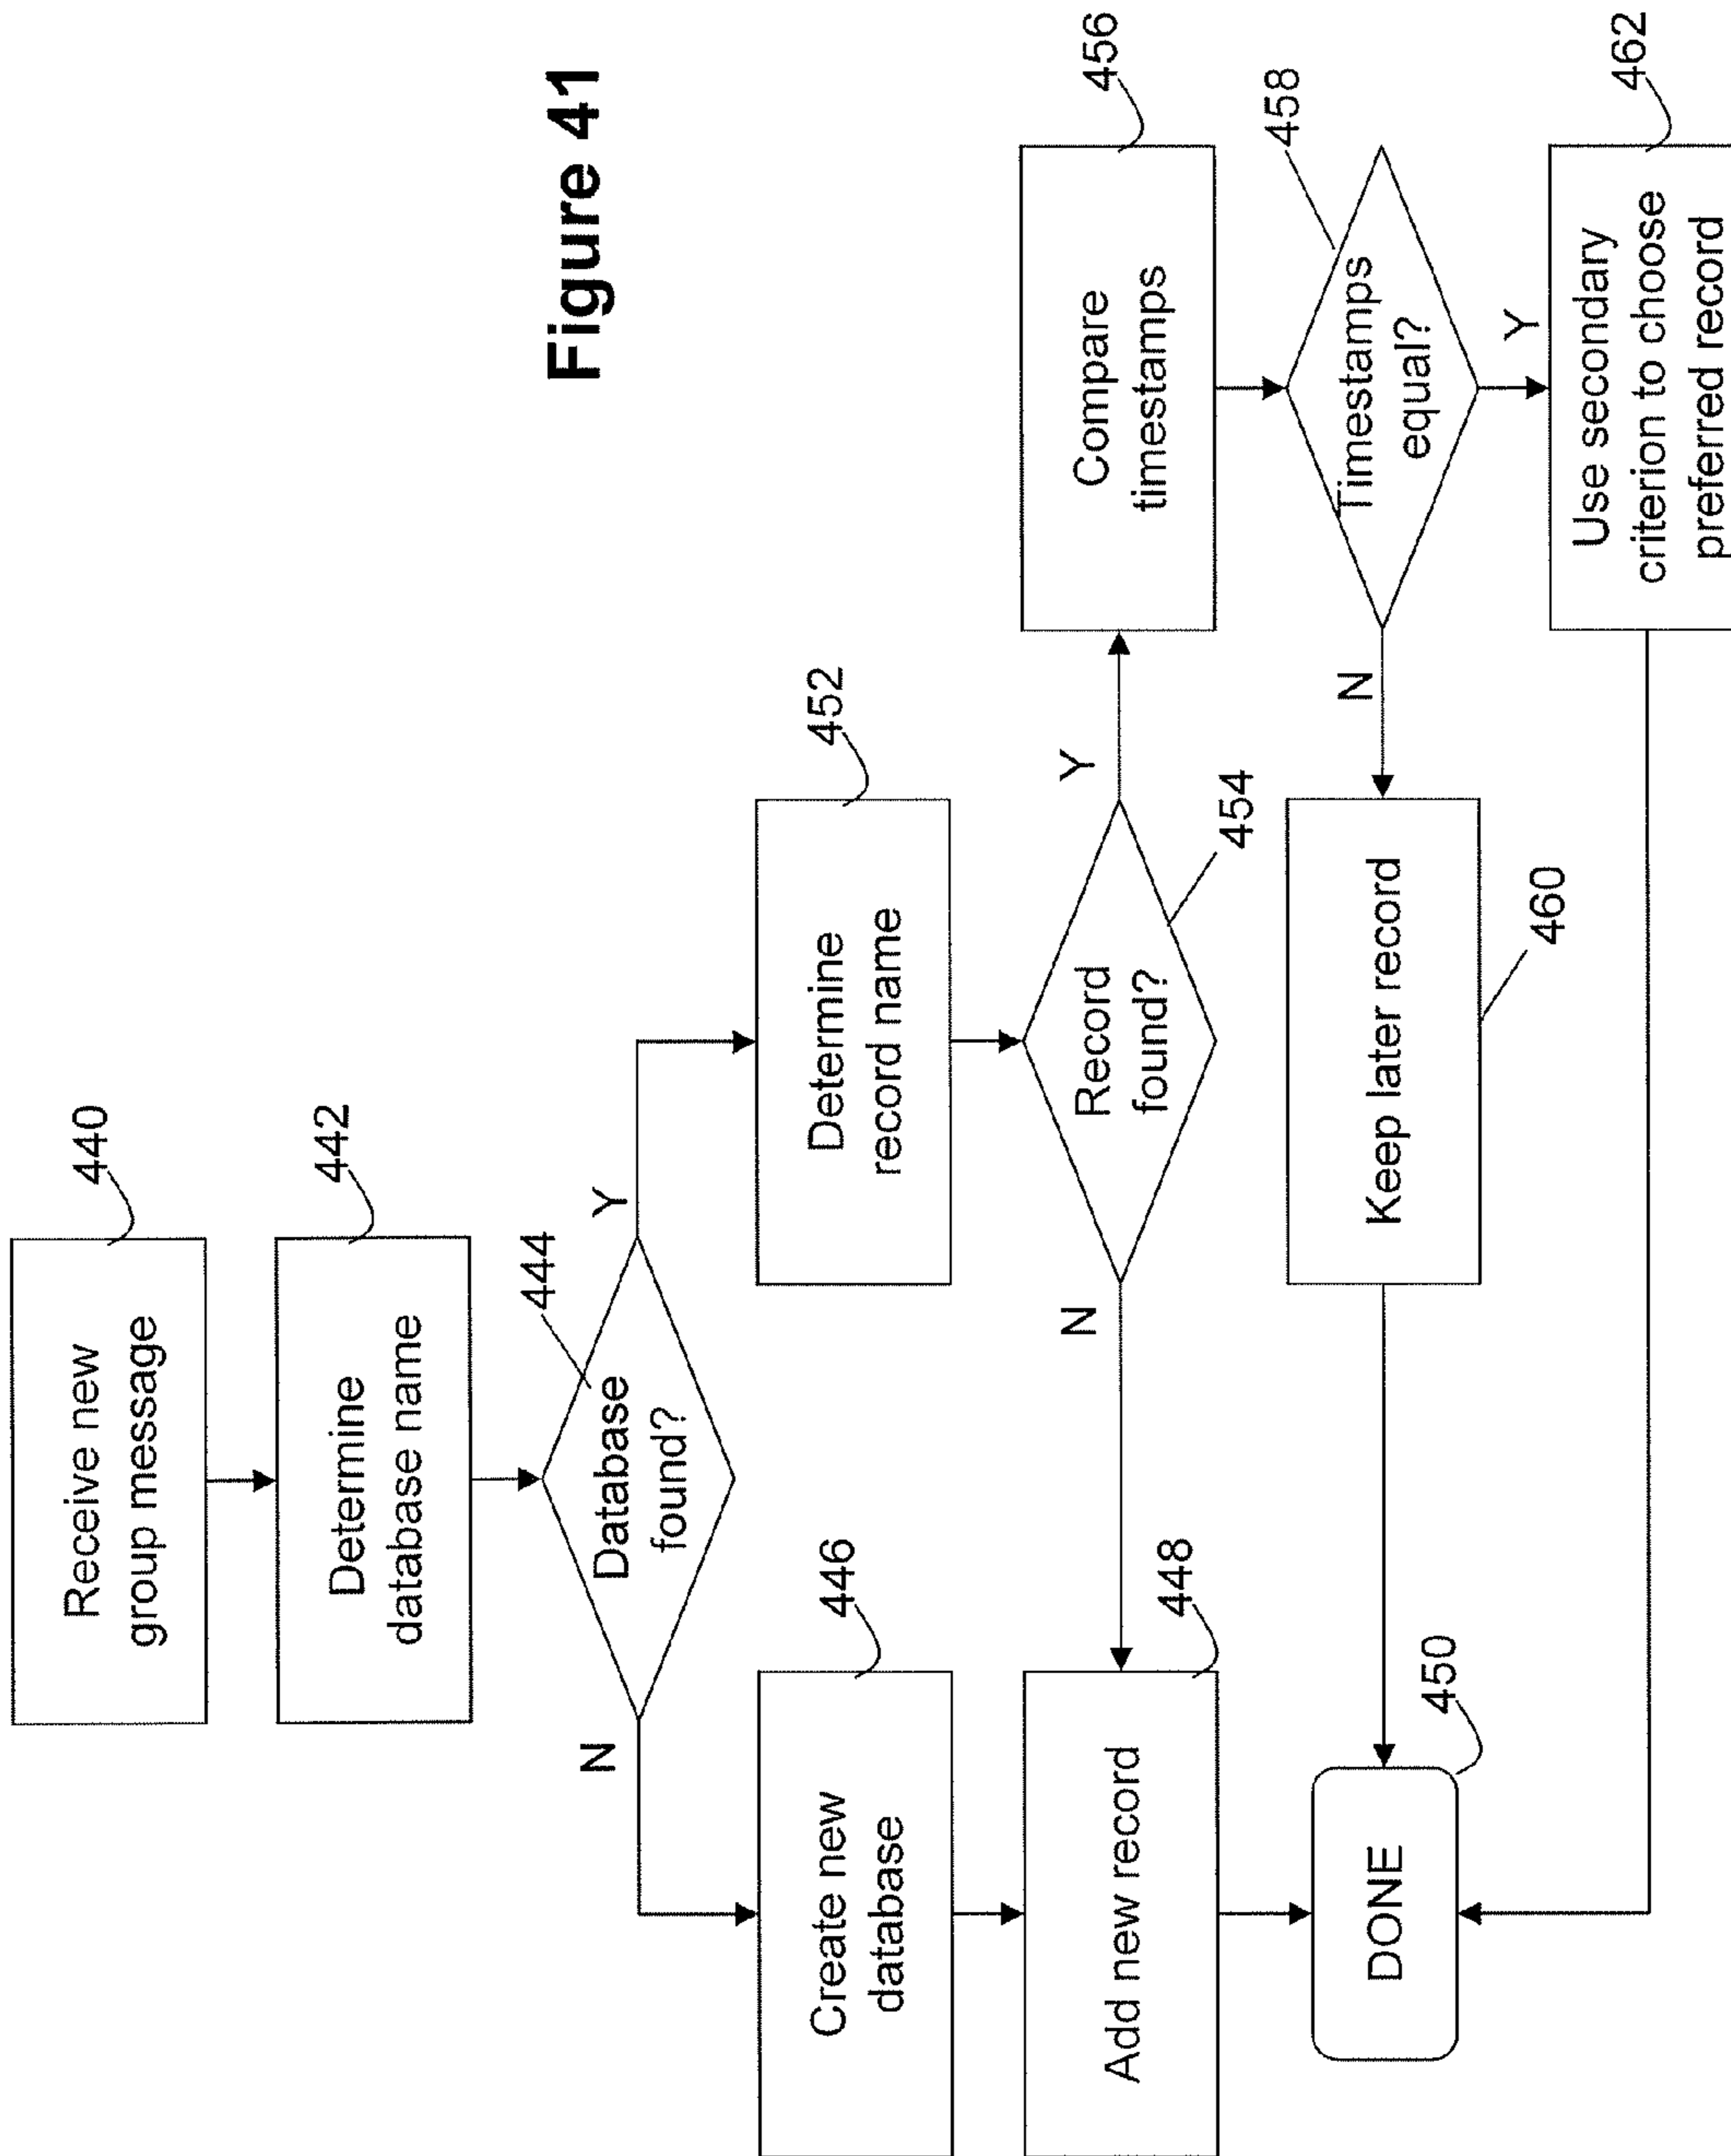 Figure 41
Receive new
group message
440
Determine
database name
442
Database
found?
444
N
Y
Create new
database
446
Determine
record name
452
Add new record
448
Record
found?
454
N
Y
Compare
timestamps
456
Timestamps
equal?
458
N
Y
Keep later record
460
Use secondary
criterion to choose
preferred record
462
DONE
450